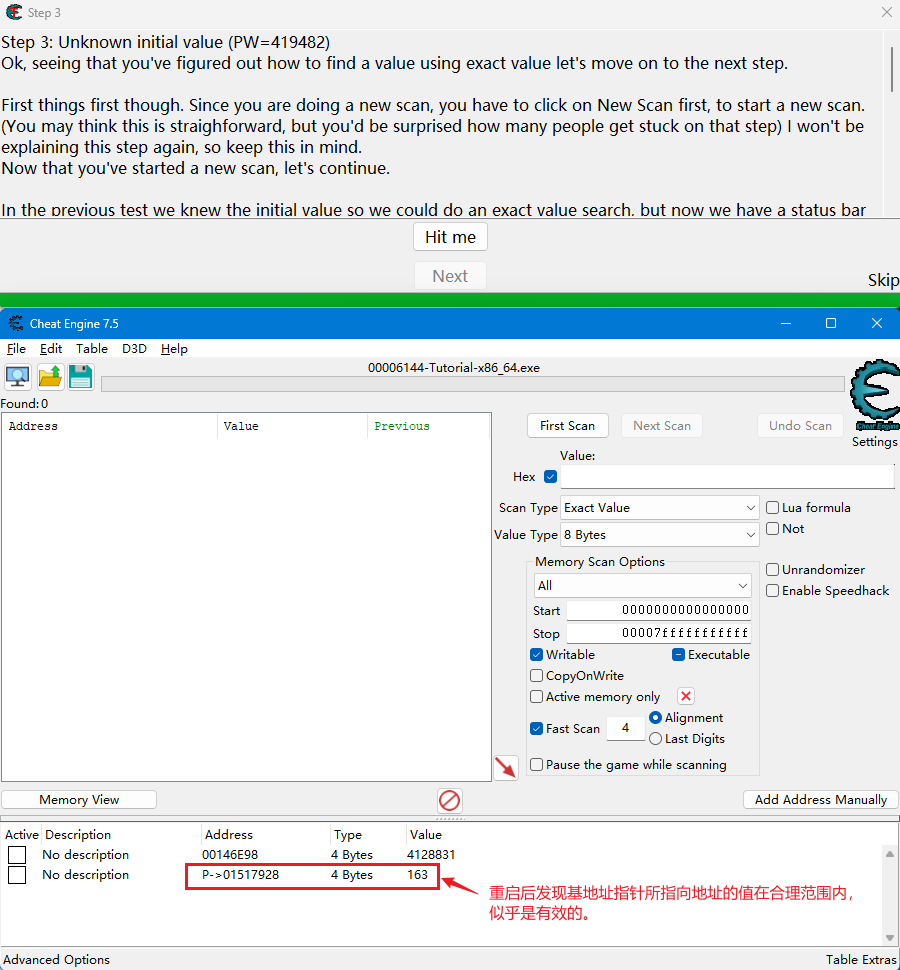 Step 3
Step 3: Unknown initial value (PW=419482)
Ok, seeing that you've figured out how to find a value using exact value let's move on to the next step.
First things first though. Since you are doing a new scan, you have to click on New Scan first, to start a new scan.
(You may think this is straighforward, but you'd be surprised how many people get stuck on that step) I won't be
explaining this step again, so keep this in mind.
Now that you've started a new scan, let's continue.
In the previous test we knew the initial value so we could do an exact value search, but now we have a status bar
Hit me
Next
Skip
Cheat Engine 7.5
File Edit Table D3D Help
00006144-Tutorial-x86_64.exe
Found: 0
Address Value Previous
First Scan Next Scan Undo Scan
Cheat Engine
Settings
Value:
Hex
Scan Type Exact Value
Lua formula
Value Type 8 Bytes
Not
Memory Scan Options
All
Unrandomizer
Enable Speedhack
Start 0000000000000000
Stop 00007fffffffffff
Writable Executable
CopyOnWrite
Active memory only
Fast Scan 4 Alignment
Last Digits
Pause the game while scanning
Memory View
Add Address Manually
Active Description Address Type Value
No description 00146E98 4 Bytes 4128831
No description P->01517928 4 Bytes 163
重启后发现基地址指针所指向地址的值在合理范围内，
似乎是有效的。
Advanced Options Table Extras